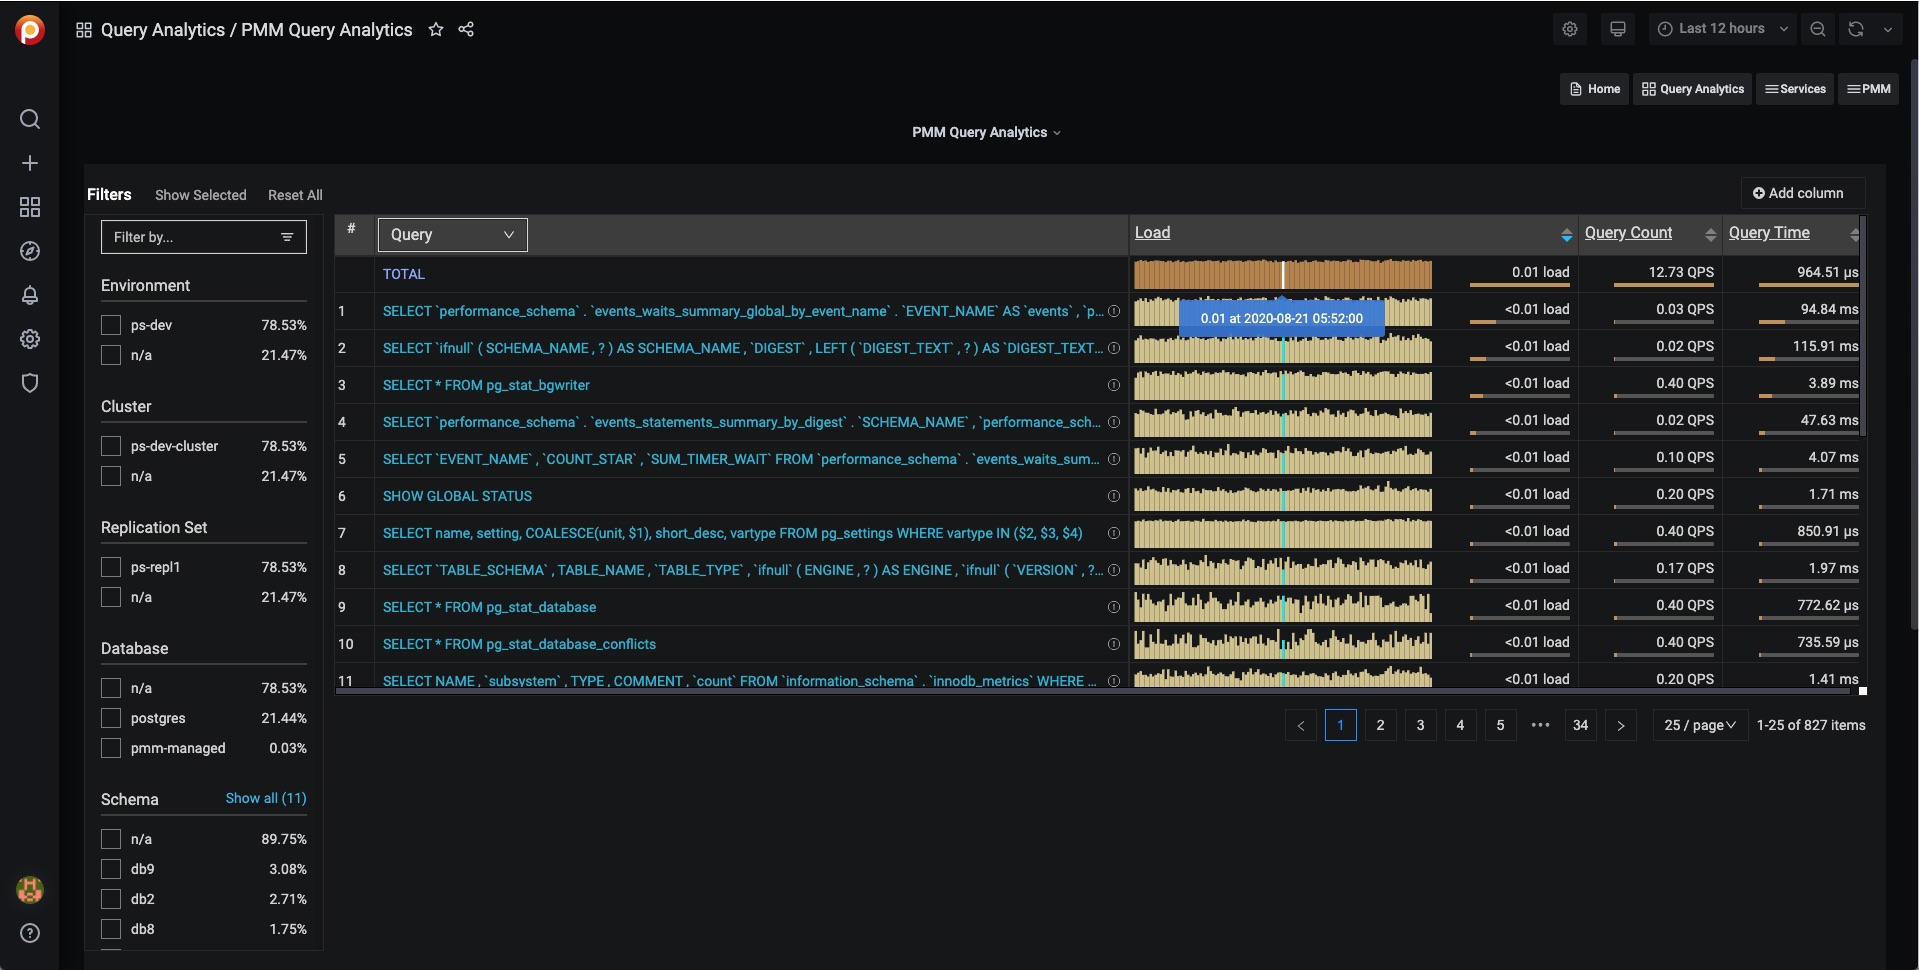 Query Analytics / PMM Query Analytics
Last 12 hours
Home
Query Analytics
Services
PMM
PMM Query Analytics
Filters Show Selected Reset All
Add column
Filter by...
# Query Load Query Count Query Time
TOTAL 0.01 load 12.73 QPS 964.51 µs
1 SELECT `performance_schema` . `events_waits_summary_global_by_event_name` . `EVENT_NAME` AS `events` , `p... <0.01 load 0.03 QPS 94.84 ms
0.01 at 2020-08-21 05:52:00
2 SELECT `ifnull` ( SCHEMA_NAME , ? ) AS SCHEMA_NAME , `DIGEST` , LEFT ( `DIGEST_TEXT` , ? ) AS `DIGEST_TEXT... <0.01 load 0.02 QPS 115.91 ms
3 SELECT * FROM pg_stat_bgwriter <0.01 load 0.40 QPS 3.89 ms
4 SELECT `performance_schema` . `events_statements_summary_by_digest` . `SCHEMA_NAME` , `performance_sch... <0.01 load 0.02 QPS 47.63 ms
5 SELECT `EVENT_NAME` , `COUNT_STAR` , `SUM_TIMER_WAIT` FROM `performance_schema` . `events_waits_sum... <0.01 load 0.10 QPS 4.07 ms
6 SHOW GLOBAL STATUS <0.01 load 0.20 QPS 1.71 ms
7 SELECT name, setting, COALESCE(unit, $1), short_desc, vartype FROM pg_settings WHERE vartype IN ($2, $3, $4) <0.01 load 0.40 QPS 850.91 µs
8 SELECT `TABLE_SCHEMA` , TABLE_NAME , `TABLE_TYPE` , `ifnull` ( ENGINE , ? ) AS ENGINE , `ifnull` ( `VERSION` , ?... <0.01 load 0.17 QPS 1.97 ms
9 SELECT * FROM pg_stat_database <0.01 load 0.40 QPS 772.62 µs
10 SELECT * FROM pg_stat_database_conflicts <0.01 load 0.40 QPS 735.59 µs
11 SELECT NAME , `subsystem` , TYPE , COMMENT , `count` FROM `information_schema` . `innodb_metrics` WHERE ... <0.01 load 0.20 QPS 1.41 ms
< 1 2 3 4 5 ••• 34 > 25 / page 1-25 of 827 items
Environment
ps-dev 78.53%
n/a 21.47%
Cluster
ps-dev-cluster 78.53%
n/a 21.47%
Replication Set
ps-repl1 78.53%
n/a 21.47%
Database
n/a 78.53%
postgres 21.44%
pmm-managed 0.03%
Schema Show all (11)
n/a 89.75%
db9 3.08%
db2 2.71%
db8 1.75%